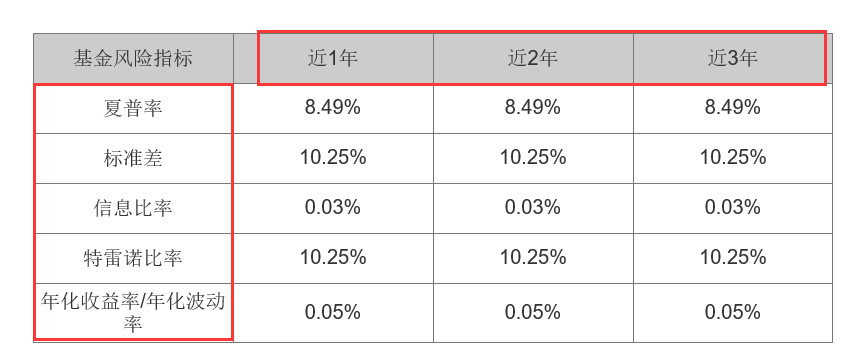 基金风险指标 近1年 近2年 近3年
夏普率 8.49% 8.49% 8.49%
标准差 10.25% 10.25% 10.25%
信息比率 0.03% 0.03% 0.03%
特雷诺比率 10.25% 10.25% 10.25%
年化收益率/年化波动
率 0.05% 0.05% 0.05%